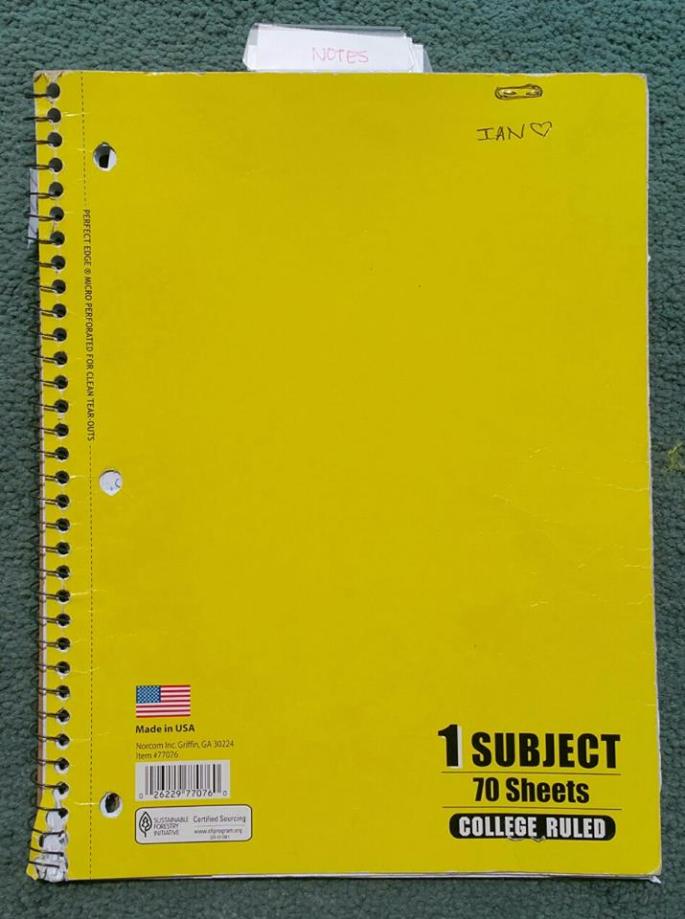 NOTES
IAN♡
PERFECT EDGE ® MICRO PERFORATED FOR CLEAN TEAR-OUTS
Made in USA
Norcom Inc. Griffin, GA 30224
Item #77076
0 26229 77076 0
SUSTAINABLE
FORESTRY
INITIATIVE
Certified Sourcing
www.sfiprogram.org
1 SUBJECT
70 Sheets
COLLEGE RULED